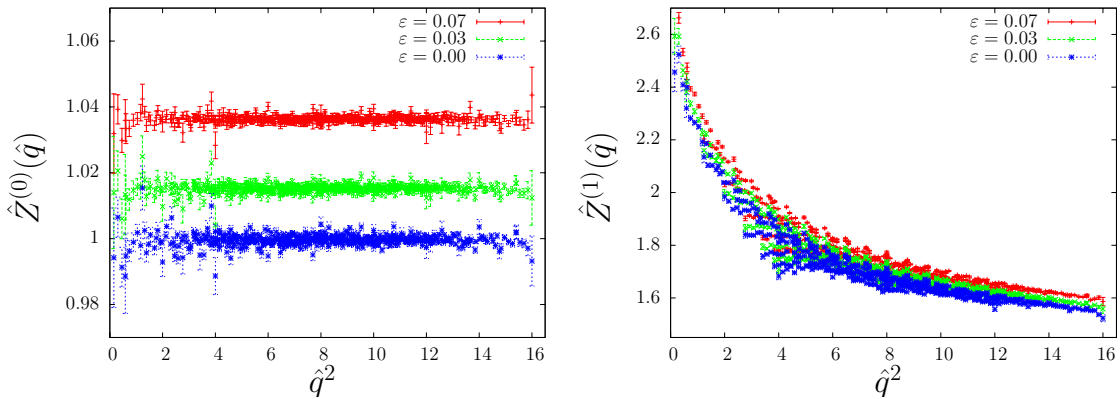 1.06
1.04
1.02
1
0.98
0 2 4 6 8 10 12 14 16
Ẑ⁽⁰⁾(q̂)
q̂²
ε = 0.07
ε = 0.03
ε = 0.00
2.6
2.4
2.2
2
1.8
1.6
0 2 4 6 8 10 12 14 16
Ẑ⁽¹⁾(q̂)
q̂²
ε = 0.07
ε = 0.03
ε = 0.00